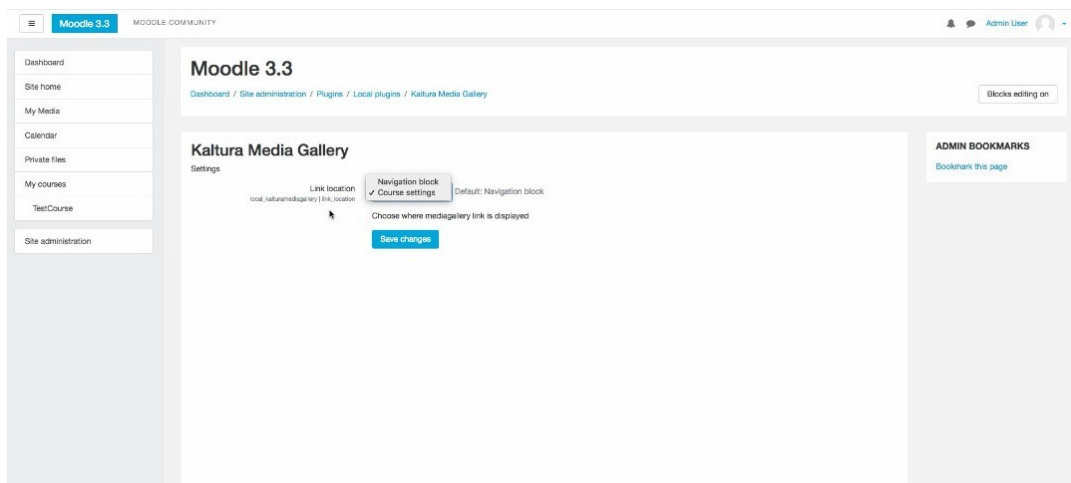 Moodle 3.3
MOODLE COMMUNITY
Admin User
Dashboard
Site home
My Media
Calendar
Private files
My courses
TestCourse
Site administration
Moodle 3.3
Dashboard / Site administration / Plugins / Local plugins / Kaltura Media Gallery
Blocks editing on
Kaltura Media Gallery
Settings
Link location
local_kalturamediagallery | link_location
Navigation block
✓ Course settings
Default: Navigation block
Choose where mediagallery link is displayed
Save changes
ADMIN BOOKMARKS
Bookmark this page